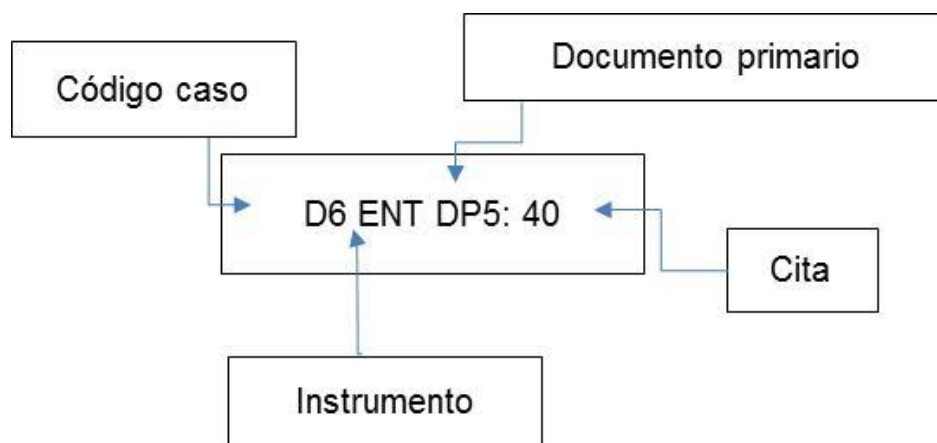 Documento primario
Código caso
D6 ENT DP5: 40
Cita
Instrumento